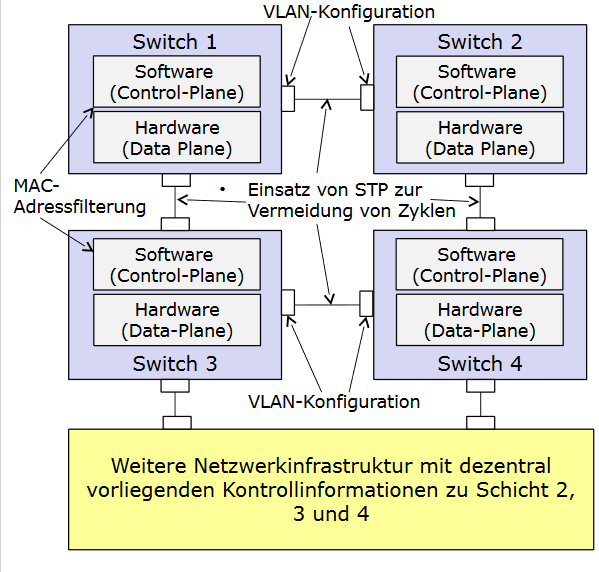 VLAN-Konfiguration
Switch 1
Switch 2
Software
(Control-Plane)
Software
(Control-Plane)
Hardware
(Data Plane)
Hardware
(Data Plane)
MAC-
Adressfilterung
• Einsatz von STP zur
Vermeidung von Zyklen
Software
(Control-Plane)
Software
(Control-Plane)
Hardware
(Data-Plane)
Hardware
(Data-Plane)
Switch 3
Switch 4
VLAN-Konfiguration
Weitere Netzwerkinfrastruktur mit dezentral
vorliegenden Kontrollinformationen zu Schicht 2,
3 und 4